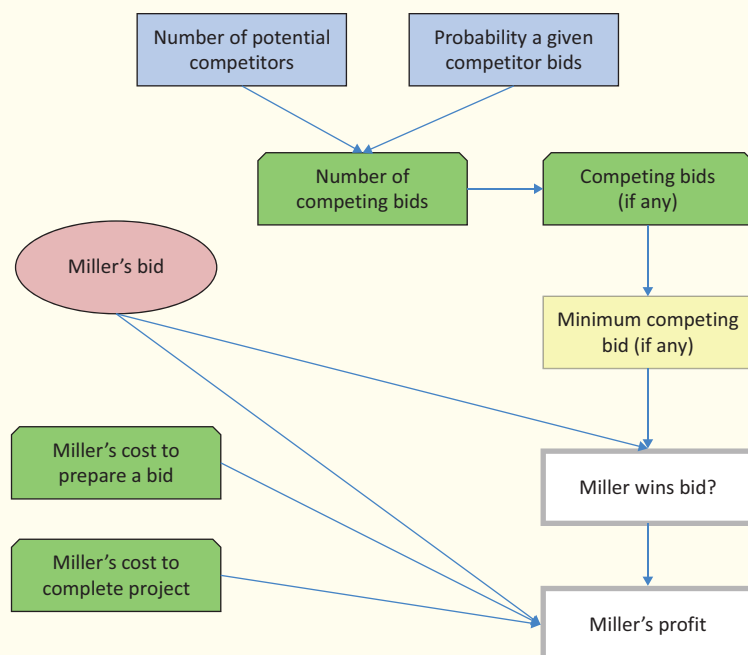 Number of potential
competitors
Probability a given
competitor bids
Number of
competing bids
Competing bids
(if any)
Miller’s bid
Minimum competing
bid (if any)
Miller’s cost to
prepare a bid
Miller wins bid?
Miller’s cost to
complete project
Miller’s profit